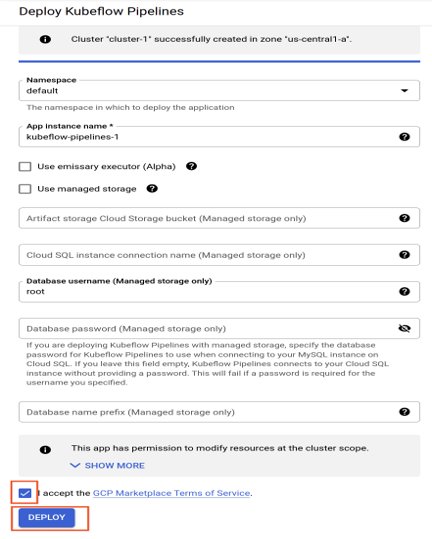 Deploy Kubeflow Pipelines
Cluster "cluster-1" successfully created in zone "us-central1-a".
Namespace
default
The namespace in which to deploy the application
App instance name *
kubeflow-pipelines-1
Use emissary executor (Alpha)
Use managed storage
Artifact storage Cloud Storage bucket (Managed storage only)
Cloud SQL instance connection name (Managed storage only)
Database username (Managed storage only)
root
Database password (Managed storage only)
If you are deploying Kubeflow Pipelines with managed storage, specify the database
password for Kubeflow Pipelines to use when connecting to your MySQL instance on
Cloud SQL. If you leave this field empty, Kubeflow Pipelines connects to your Cloud SQL
instance without providing a password. This will fail if a password is required for the
username you specified.
Database name prefix (Managed storage only)
This app has permission to modify resources at the cluster scope.
SHOW MORE
I accept the GCP Marketplace Terms of Service.
DEPLOY